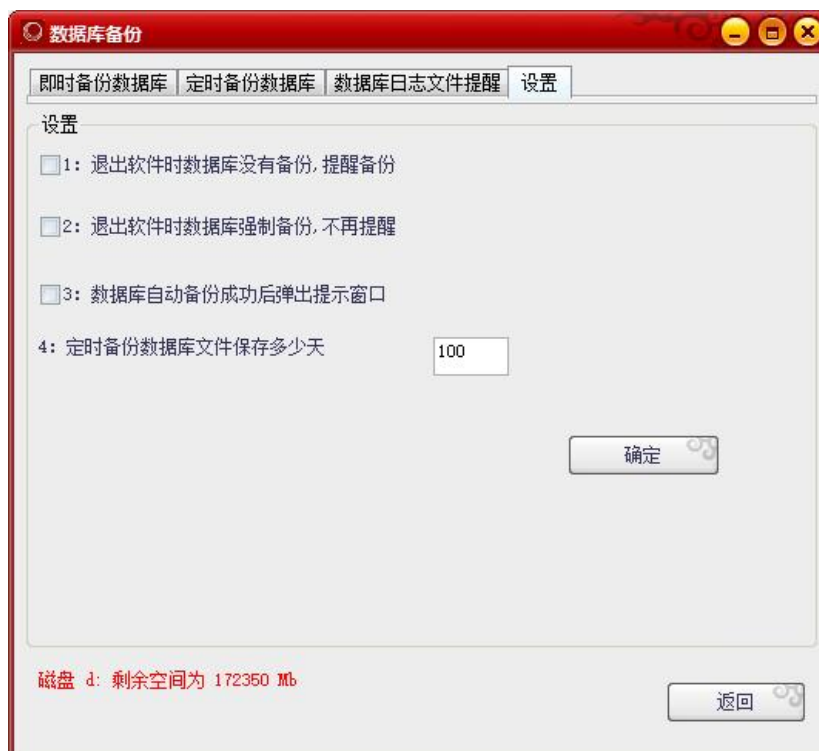 数据库备份
即时备份数据库 定时备份数据库 数据库日志文件提醒 设置
设置
1: 退出软件时数据库没有备份,提醒备份
2: 退出软件时数据库强制备份,不再提醒
3: 数据库自动备份成功后弹出提示窗口
4: 定时备份数据库文件保存多少天 100
确定
磁盘 d: 剩余空间为 172350 Mb
返回